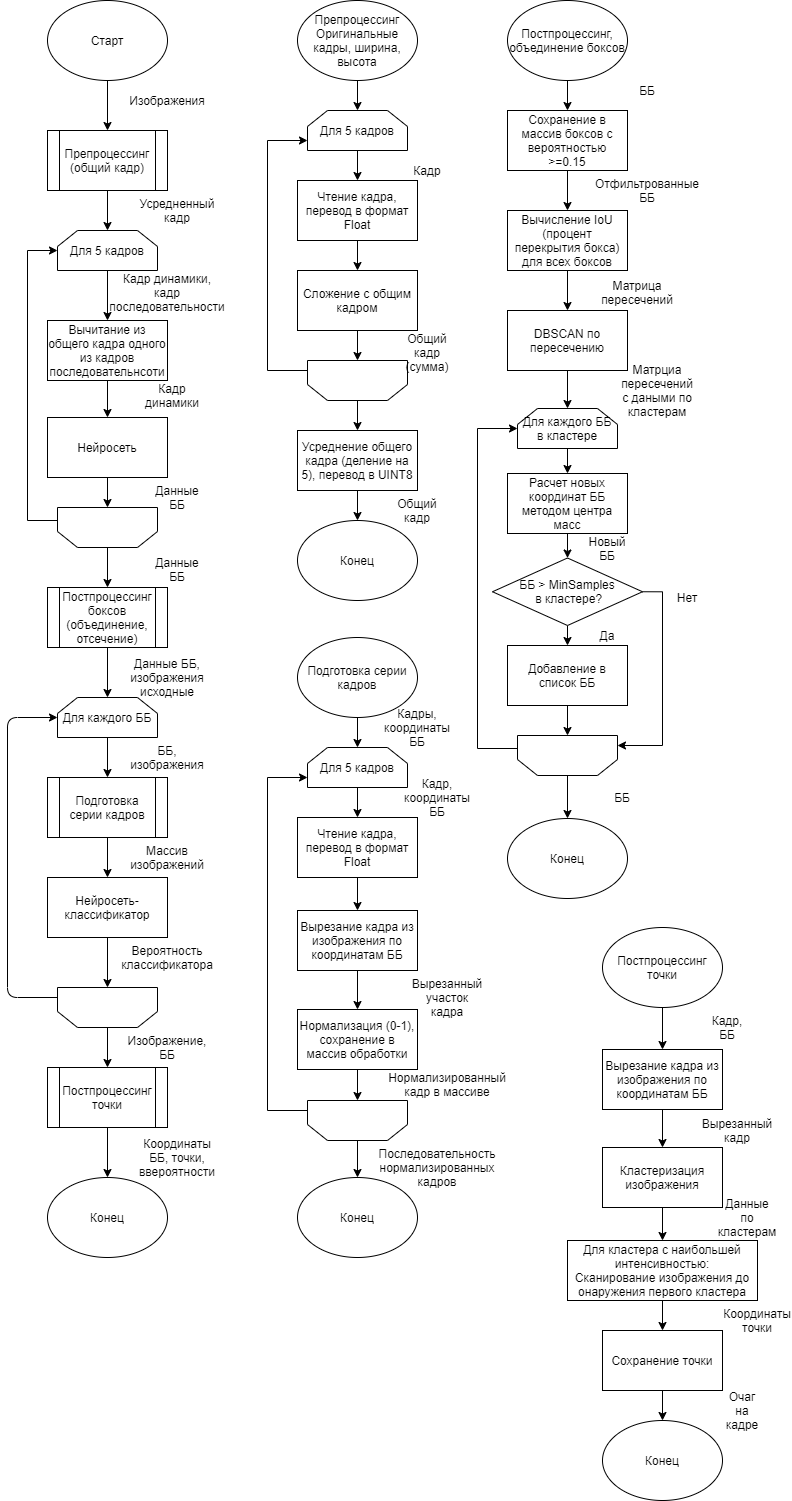 Старт
Изображения
Препроцессинг
(общий кадр)
Усредненный
кадр
Для 5 кадров
Кадр динамики,
кадр
последовательности
Вычитание из
общего кадра одного
из кадров
последовательнсоти
Кадр
динамики
Нейросеть
Данные
ББ
Данные
ББ
Постпроцессинг
боксов
(объединение,
отсечение)
Данные ББ,
изображения
исходные
Для каждого ББ
ББ,
изображения
Подготовка
серии кадров
Массив
изображений
Нейросеть-
классификатор
Вероятность
классификатора
Изображение,
ББ
Постпроцессинг
точки
Координаты
ББ, точки,
ввероятности
Конец
Препроцессинг
Оригинальные
кадры, ширина,
высота
Для 5 кадров
Кадр
Чтение кадра,
перевод в формат
Float
Сложение с общим
кадром
Общий
кадр
(сумма)
Усреднение общего
кадра (деление на
5), перевод в UINT8
Общий
кадр
Конец
Подготовка серии
кадров
Кадры,
координаты
ББ
Для 5 кадров
Кадр,
координаты
ББ
Чтение кадра,
перевод в формат
Float
Вырезание кадра из
изображения по
координатам ББ
Вырезанный
участок
кадра
Нормализация (0-1),
сохранение в
массив обработки
Нормализированный
кадр в массиве
Последовательность
нормализированных
кадров
Конец
Постпроцессинг,
объединение боксов
ББ
Сохранение в
массив боксов с
вероятностью
>=0.15
Отфильтрованные
ББ
Вычисление IoU
(процент
перекрытия бокса)
для всех боксов
Матрица
пересечений
DBSCAN по
пересечению
Матрциа
пересечений
с даными по
кластерам
Для каждого ББ
в кластере
Расчет новых
координат ББ
методом центра
масс
Новый
ББ
ББ > MinSamples
в кластере?
Нет
Да
Добавление в
список ББ
ББ
Конец
Постпроцессинг
точки
Кадр,
ББ
Вырезание кадра из
изображения по
координатам ББ
Вырезанный
кадр
Кластеризация
изображения
Данные
по
кластерам
Для кластера с наибольшей
интенсивностью:
Сканирование изображения до
онаружения первого кластера
Координаты
точки
Сохранение точки
Очаг
на
кадре
Конец